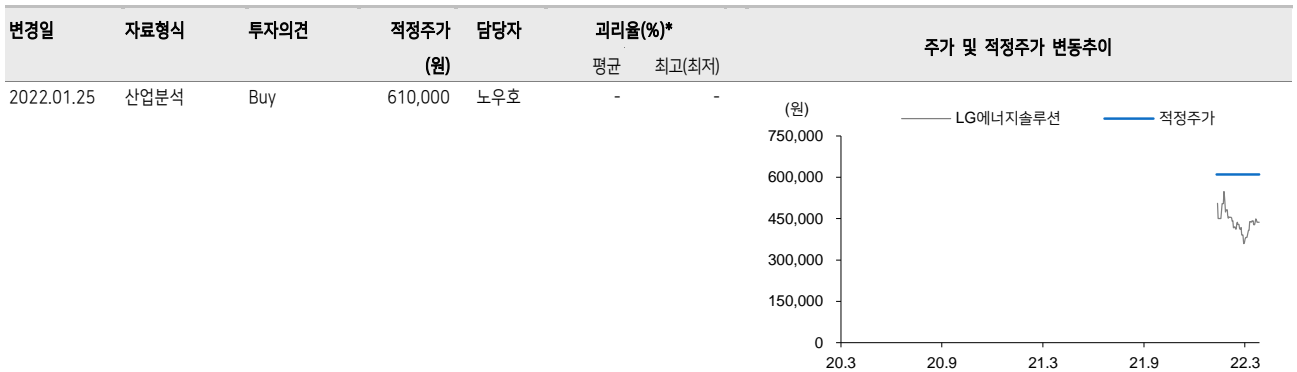 변경일 자료형식 투자의견 적정주가 담당자 괴리율(%)* 주가 및 적정주가 변동추이
(원) 평균 최고(최저)
2022.01.25 산업분석 Buy 610,000 노우호 - -
(원) LG에너지솔루션 적정주가
750,000
600,000
450,000
300,000
150,000
0
20.3 20.9 21.3 21.9 22.3